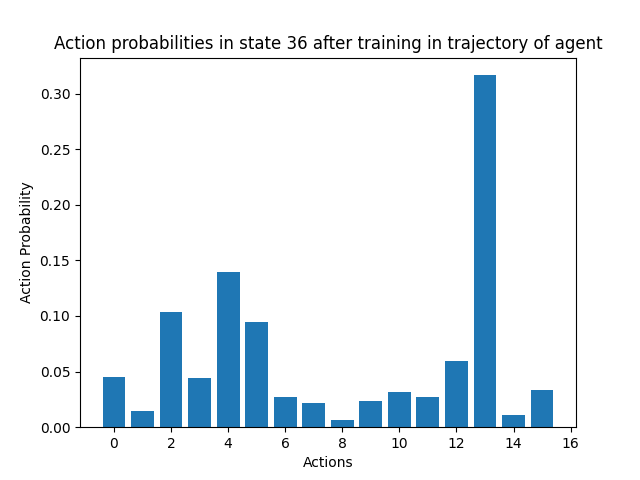 Action probabilities in state 36 after training in trajectory of agent
0.30
0.25
0.20
0.15
0.10
0.05
0.00
Action Probability
0 2 4 6 8 10 12 14 16
Actions